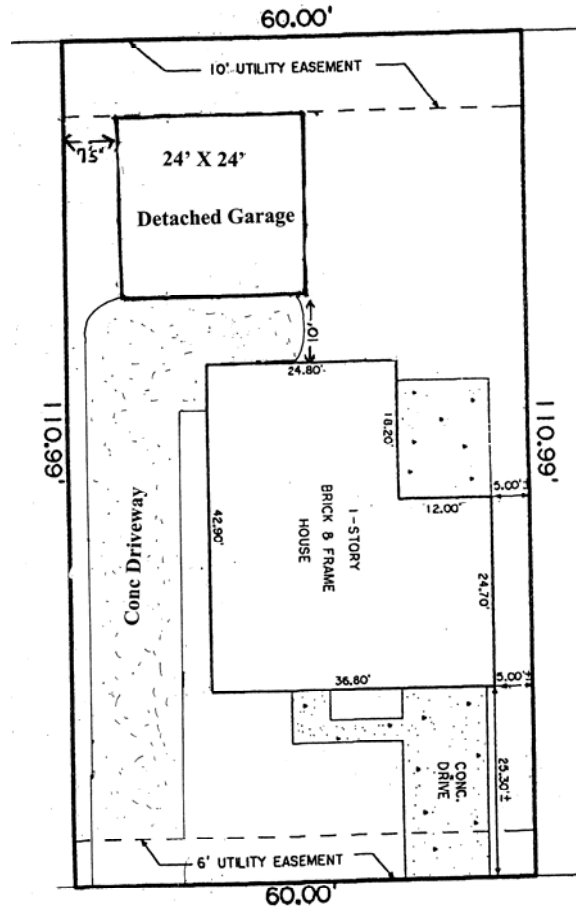 60.00'
10' UTILITY EASEMENT
7.5'
24' X 24'
Detached Garage
10'
24.80'
110.99'
110.99'
18.20'
5.00'±
12.00'
42.90'
1-STORY
BRICK & FRAME
HOUSE
Conc Driveway
24.70'
36.80'
5.00'±
CONC.
DRIVE
25.30'±
6' UTILITY EASEMENT
60.00'